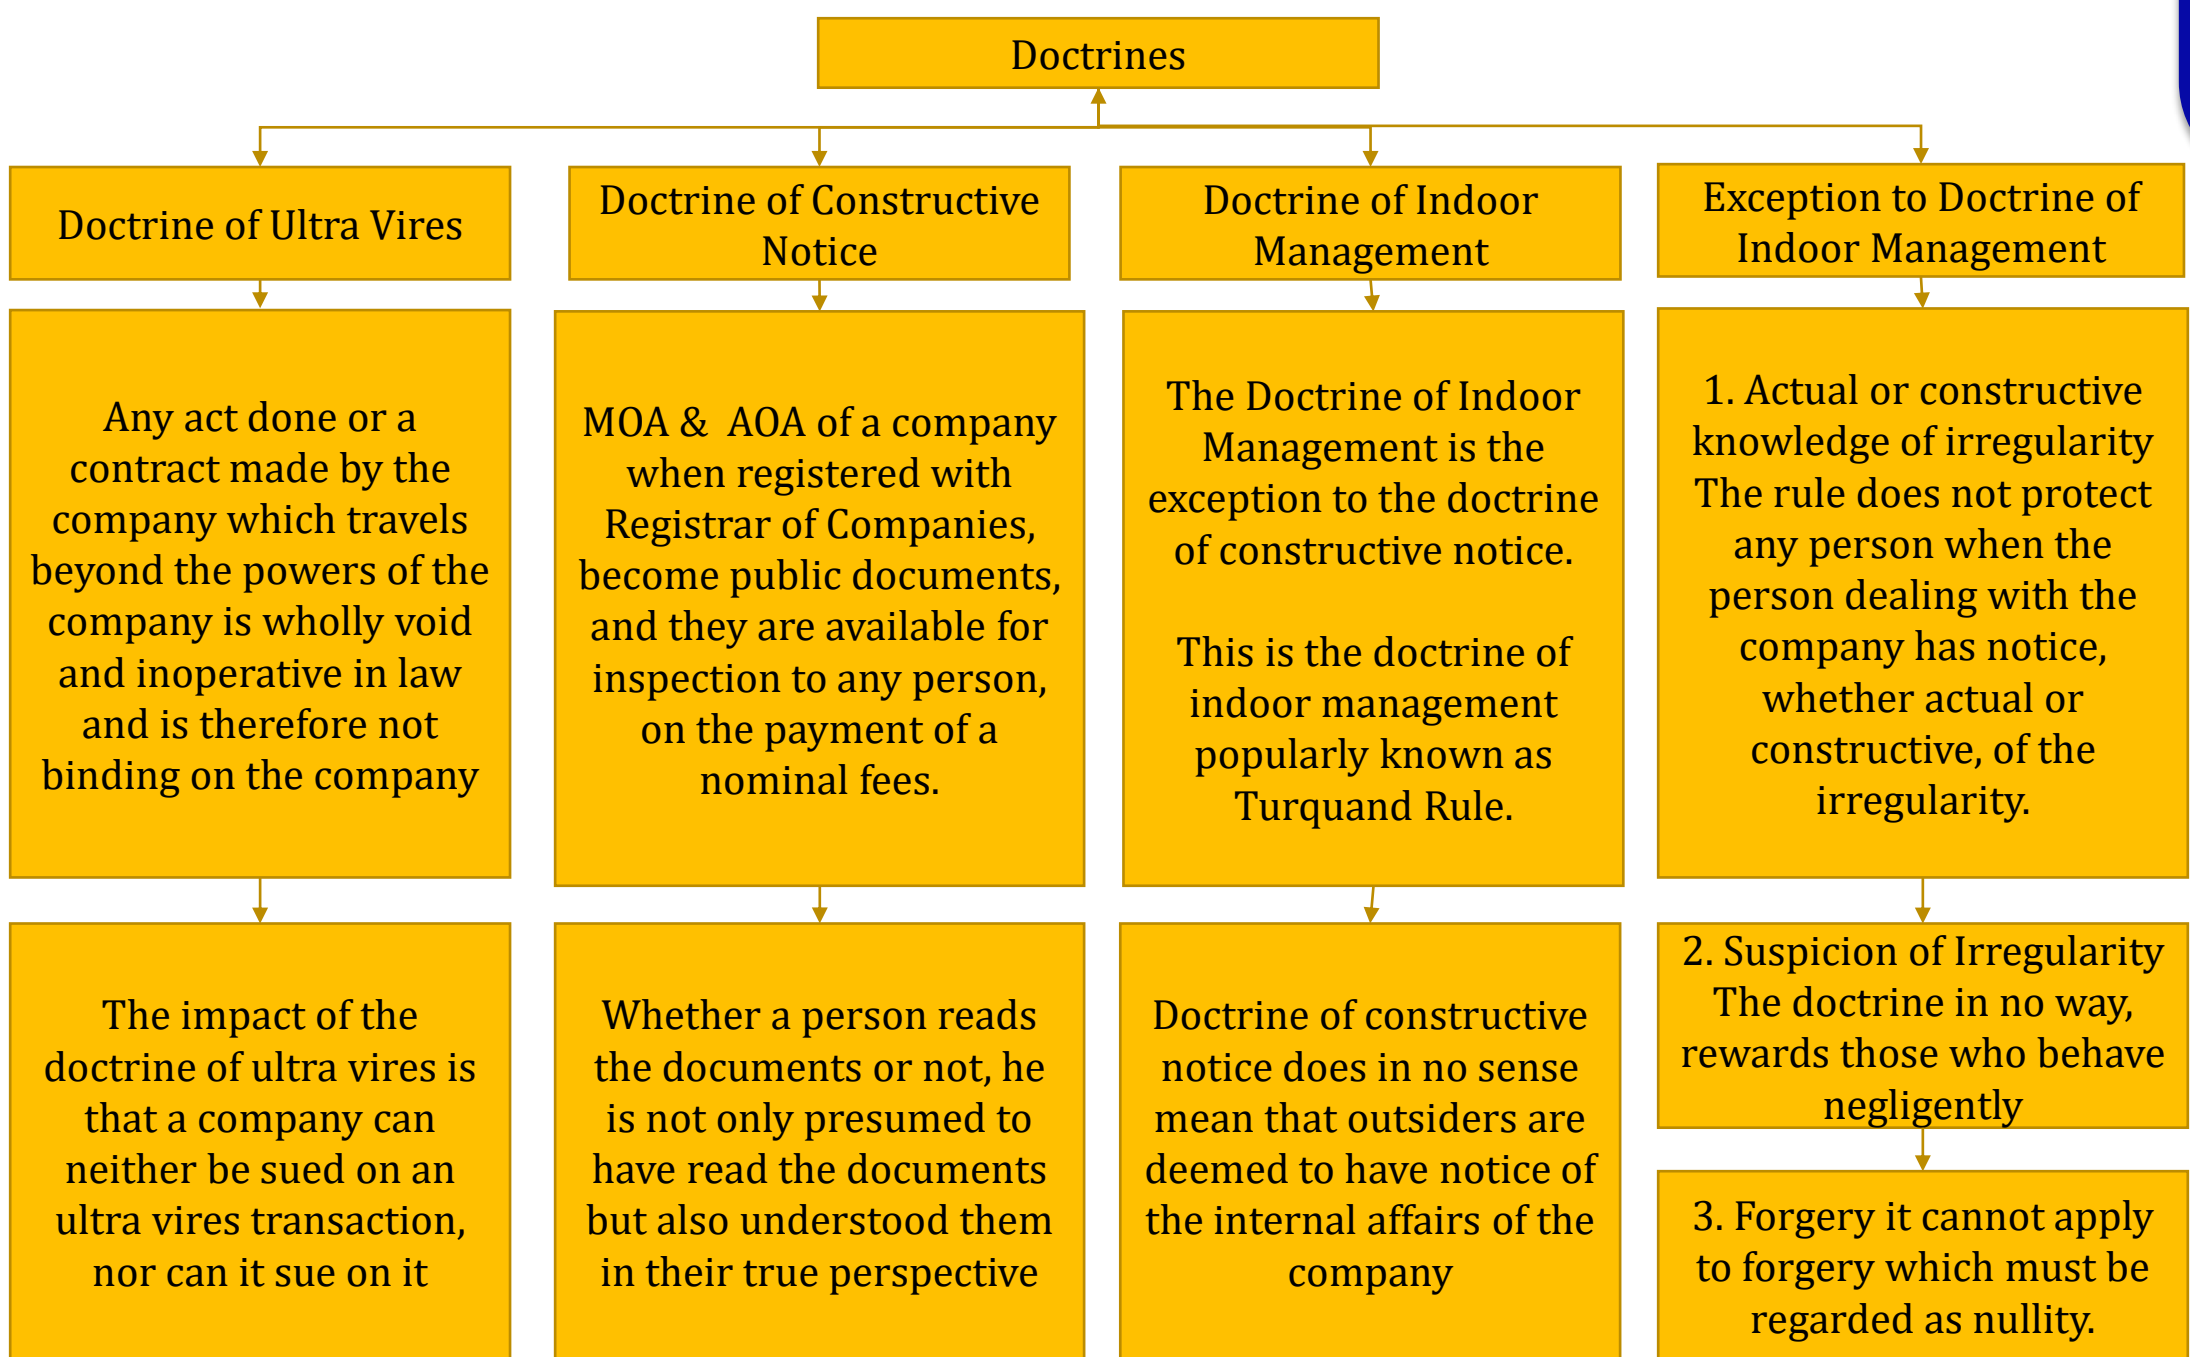 Doctrines
Doctrine of Ultra Vires
Any act done or a
contract made by the
company which travels
beyond the powers of the
company is wholly void
and inoperative in law
and is therefore not
binding on the company
The impact of the
doctrine of ultra vires is
that a company can
neither be sued on an
ultra vires transaction,
nor can it sue on it
Doctrine of Constructive
Notice
MOA & AOA of a company
when registered with
Registrar of Companies,
become public documents,
and they are available for
inspection to any person,
on the payment of a
nominal fees.
Whether a person reads
the documents or not, he
is not only presumed to
have read the documents
but also understood them
in their true perspective
Doctrine of Indoor
Management
The Doctrine of Indoor
Management is the
exception to the doctrine
of constructive notice.
This is the doctrine of
indoor management
popularly known as
Turquand Rule.
Doctrine of constructive
notice does in no sense
mean that outsiders are
deemed to have notice of
the internal affairs of the
company
Exception to Doctrine of
Indoor Management
1. Actual or constructive
knowledge of irregularity
The rule does not protect
any person when the
person dealing with the
company has notice,
whether actual or
constructive, of the
irregularity.
2. Suspicion of Irregularity
The doctrine in no way,
rewards those who behave
negligently
3. Forgery it cannot apply
to forgery which must be
regarded as nullity.